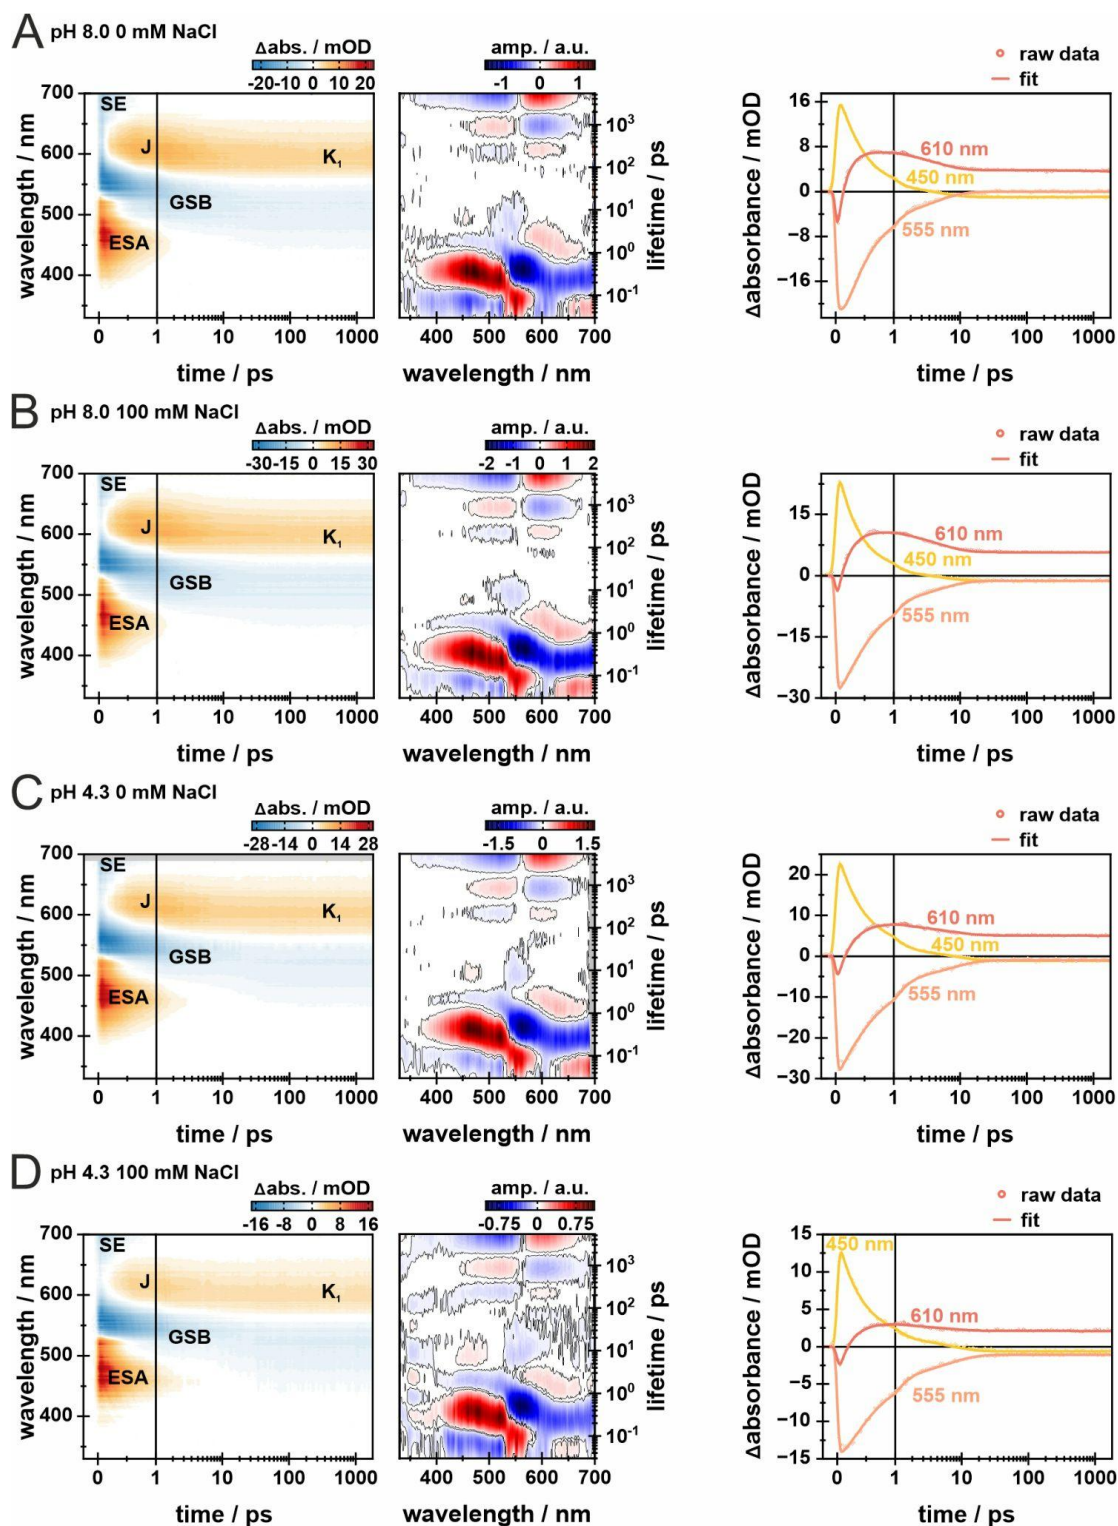 A pH 8.0 0 mM NaCl
Δabs. / mOD
-20 -10 0 10 20
amp. / a.u.
-1 0 1
raw data
fit
700
600
500
400
wavelength / nm
SE
J
K₁
GSB
ESA
0 1 10 100 1000
time / ps
10³
10²
10¹
10⁰
10⁻¹
lifetime / ps
400 500 600 700
wavelength / nm
16
8
0
−8
−16
Δabsorbance / mOD
610 nm
450 nm
555 nm
0 1 10 100 1000
time / ps
B pH 8.0 100 mM NaCl
Δabs. / mOD
-30 -15 0 15 30
amp. / a.u.
-2 -1 0 1 2
raw data
fit
700
600
500
400
wavelength / nm
SE
J
K₁
GSB
ESA
0 1 10 100 1000
time / ps
10³
10²
10¹
10⁰
10⁻¹
lifetime / ps
400 500 600 700
wavelength / nm
15
0
−15
−30
Δabsorbance / mOD
610 nm
450 nm
555 nm
0 1 10 100 1000
time / ps
C pH 4.3 0 mM NaCl
Δabs. / mOD
-28 -14 0 14 28
amp. / a.u.
-1.5 0 1.5
raw data
fit
700
600
500
400
wavelength / nm
SE
J
K₁
GSB
ESA
0 1 10 100 1000
time / ps
10³
10²
10¹
10⁰
10⁻¹
lifetime / ps
400 500 600 700
wavelength / nm
20
10
0
−10
−20
−30
Δabsorbance / mOD
610 nm
450 nm
555 nm
0 1 10 100 1000
time / ps
D pH 4.3 100 mM NaCl
Δabs. / mOD
-16 -8 0 8 16
amp. / a.u.
-0.75 0 0.75
raw data
fit
700
600
500
400
wavelength / nm
SE
J
K₁
GSB
ESA
0 1 10 100 1000
time / ps
10³
10²
10¹
10⁰
10⁻¹
lifetime / ps
400 500 600 700
wavelength / nm
15
10
5
0
−5
−10
−15
Δabsorbance / mOD
450 nm
610 nm
555 nm
0 1 10 100 1000
time / ps